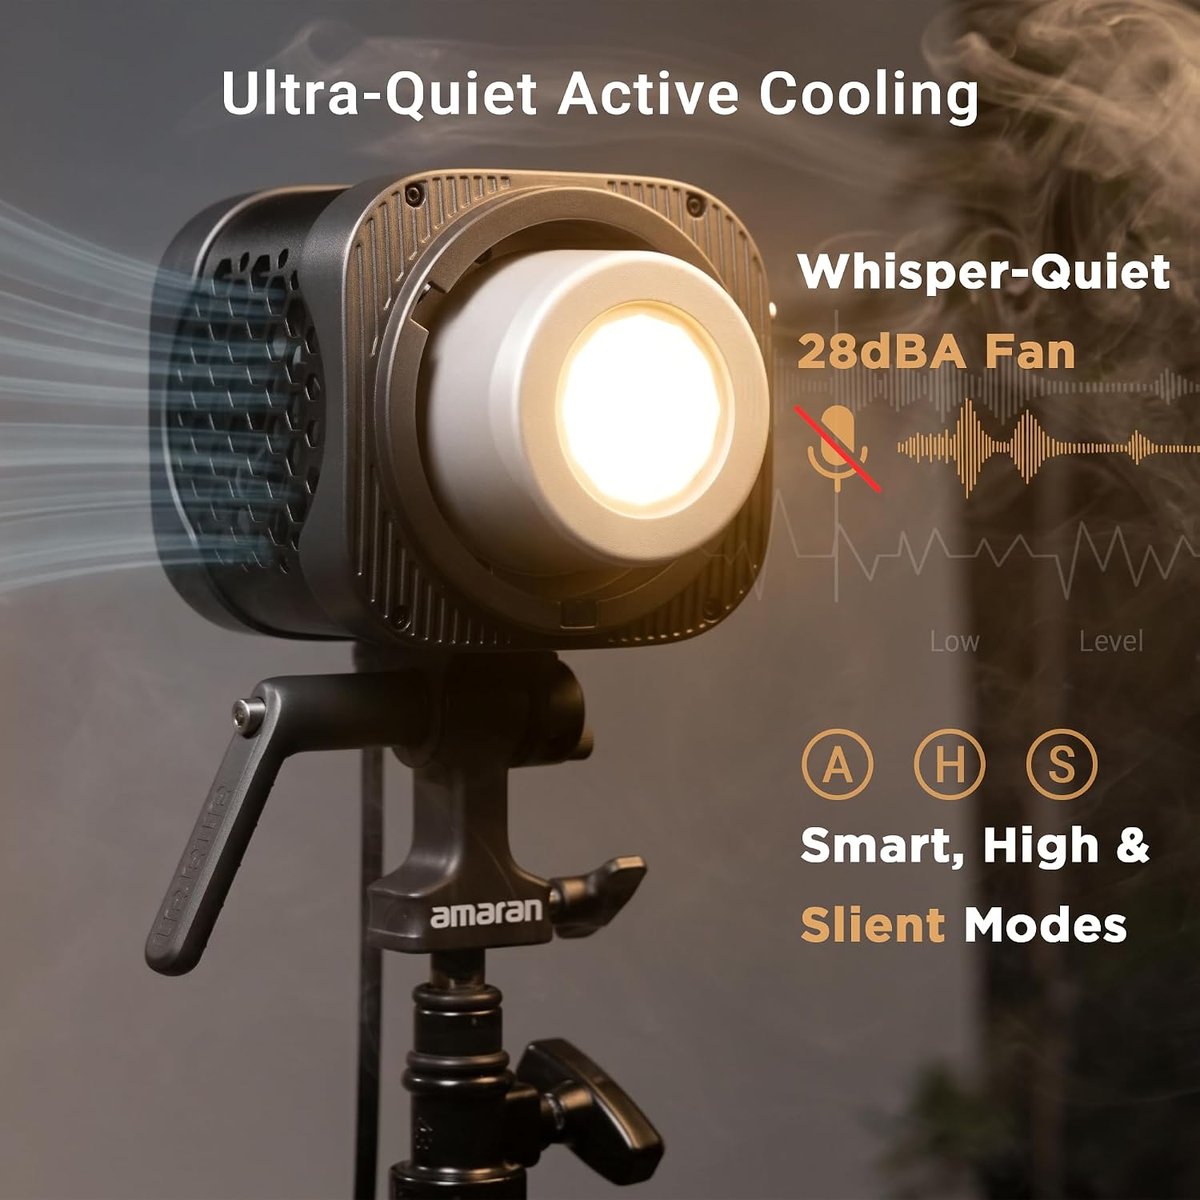 Ultra-Quiet Active Cooling
Whisper-Quiet
28dBA Fan
Low Level
A H S
Smart, High &
Slient Modes
amaran